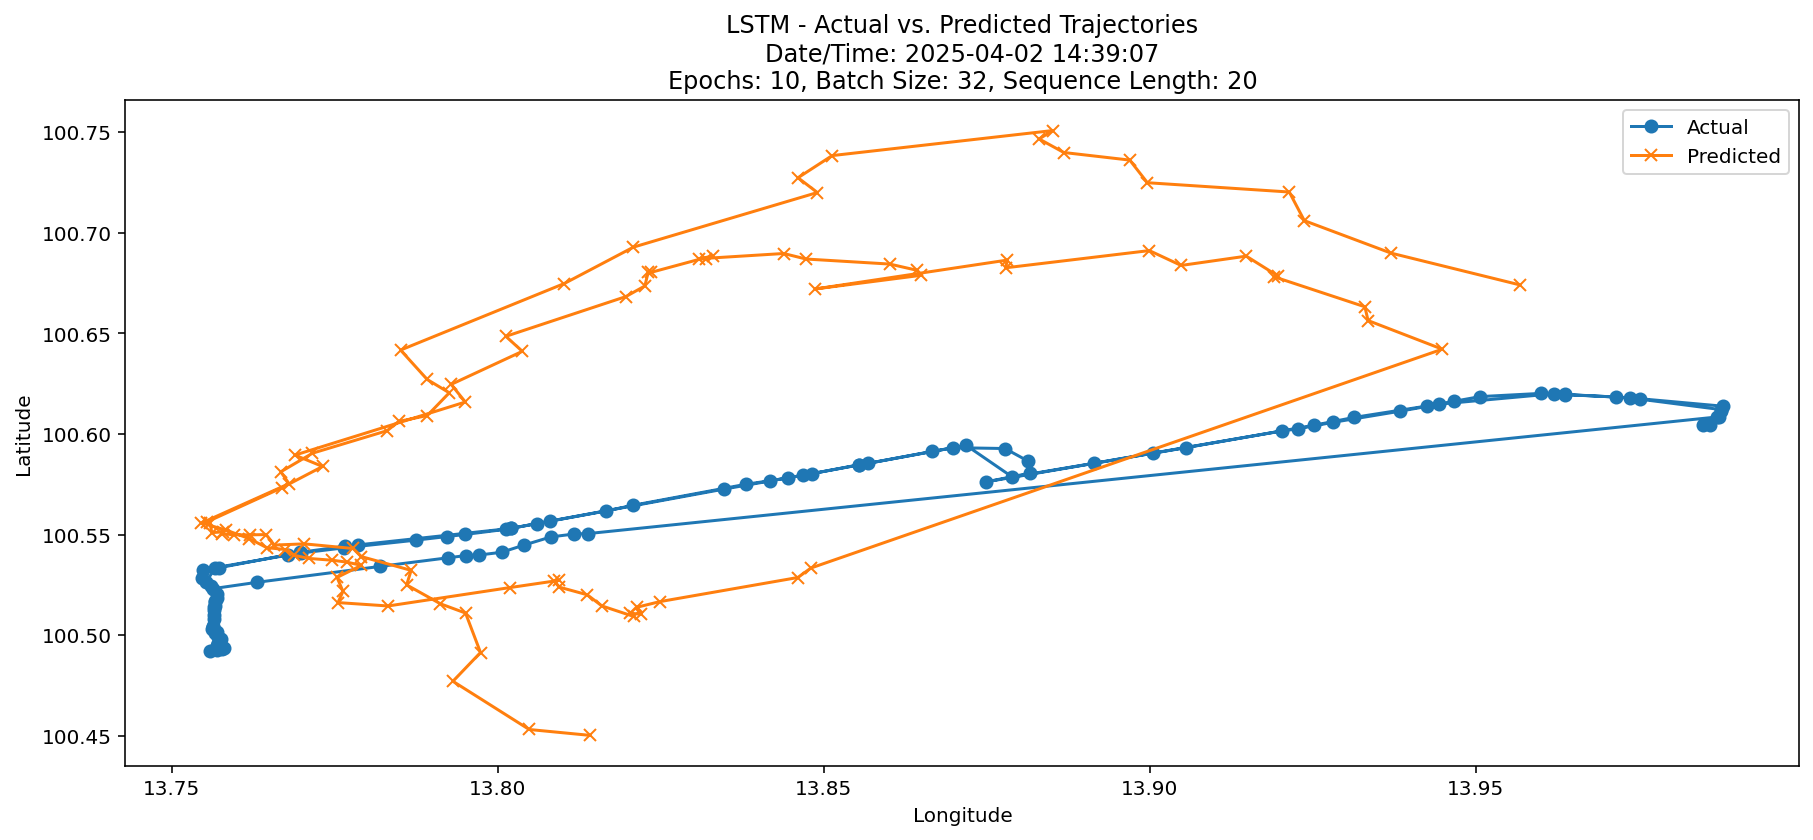 LSTM - Actual vs. Predicted Trajectories
Date/Time: 2025-04-02 14:39:07
Epochs: 10, Batch Size: 32, Sequence Length: 20
Actual
Predicted
Latitude
100.75
100.70
100.65
100.60
100.55
100.50
100.45
13.75 13.80 13.85 13.90 13.95
Longitude